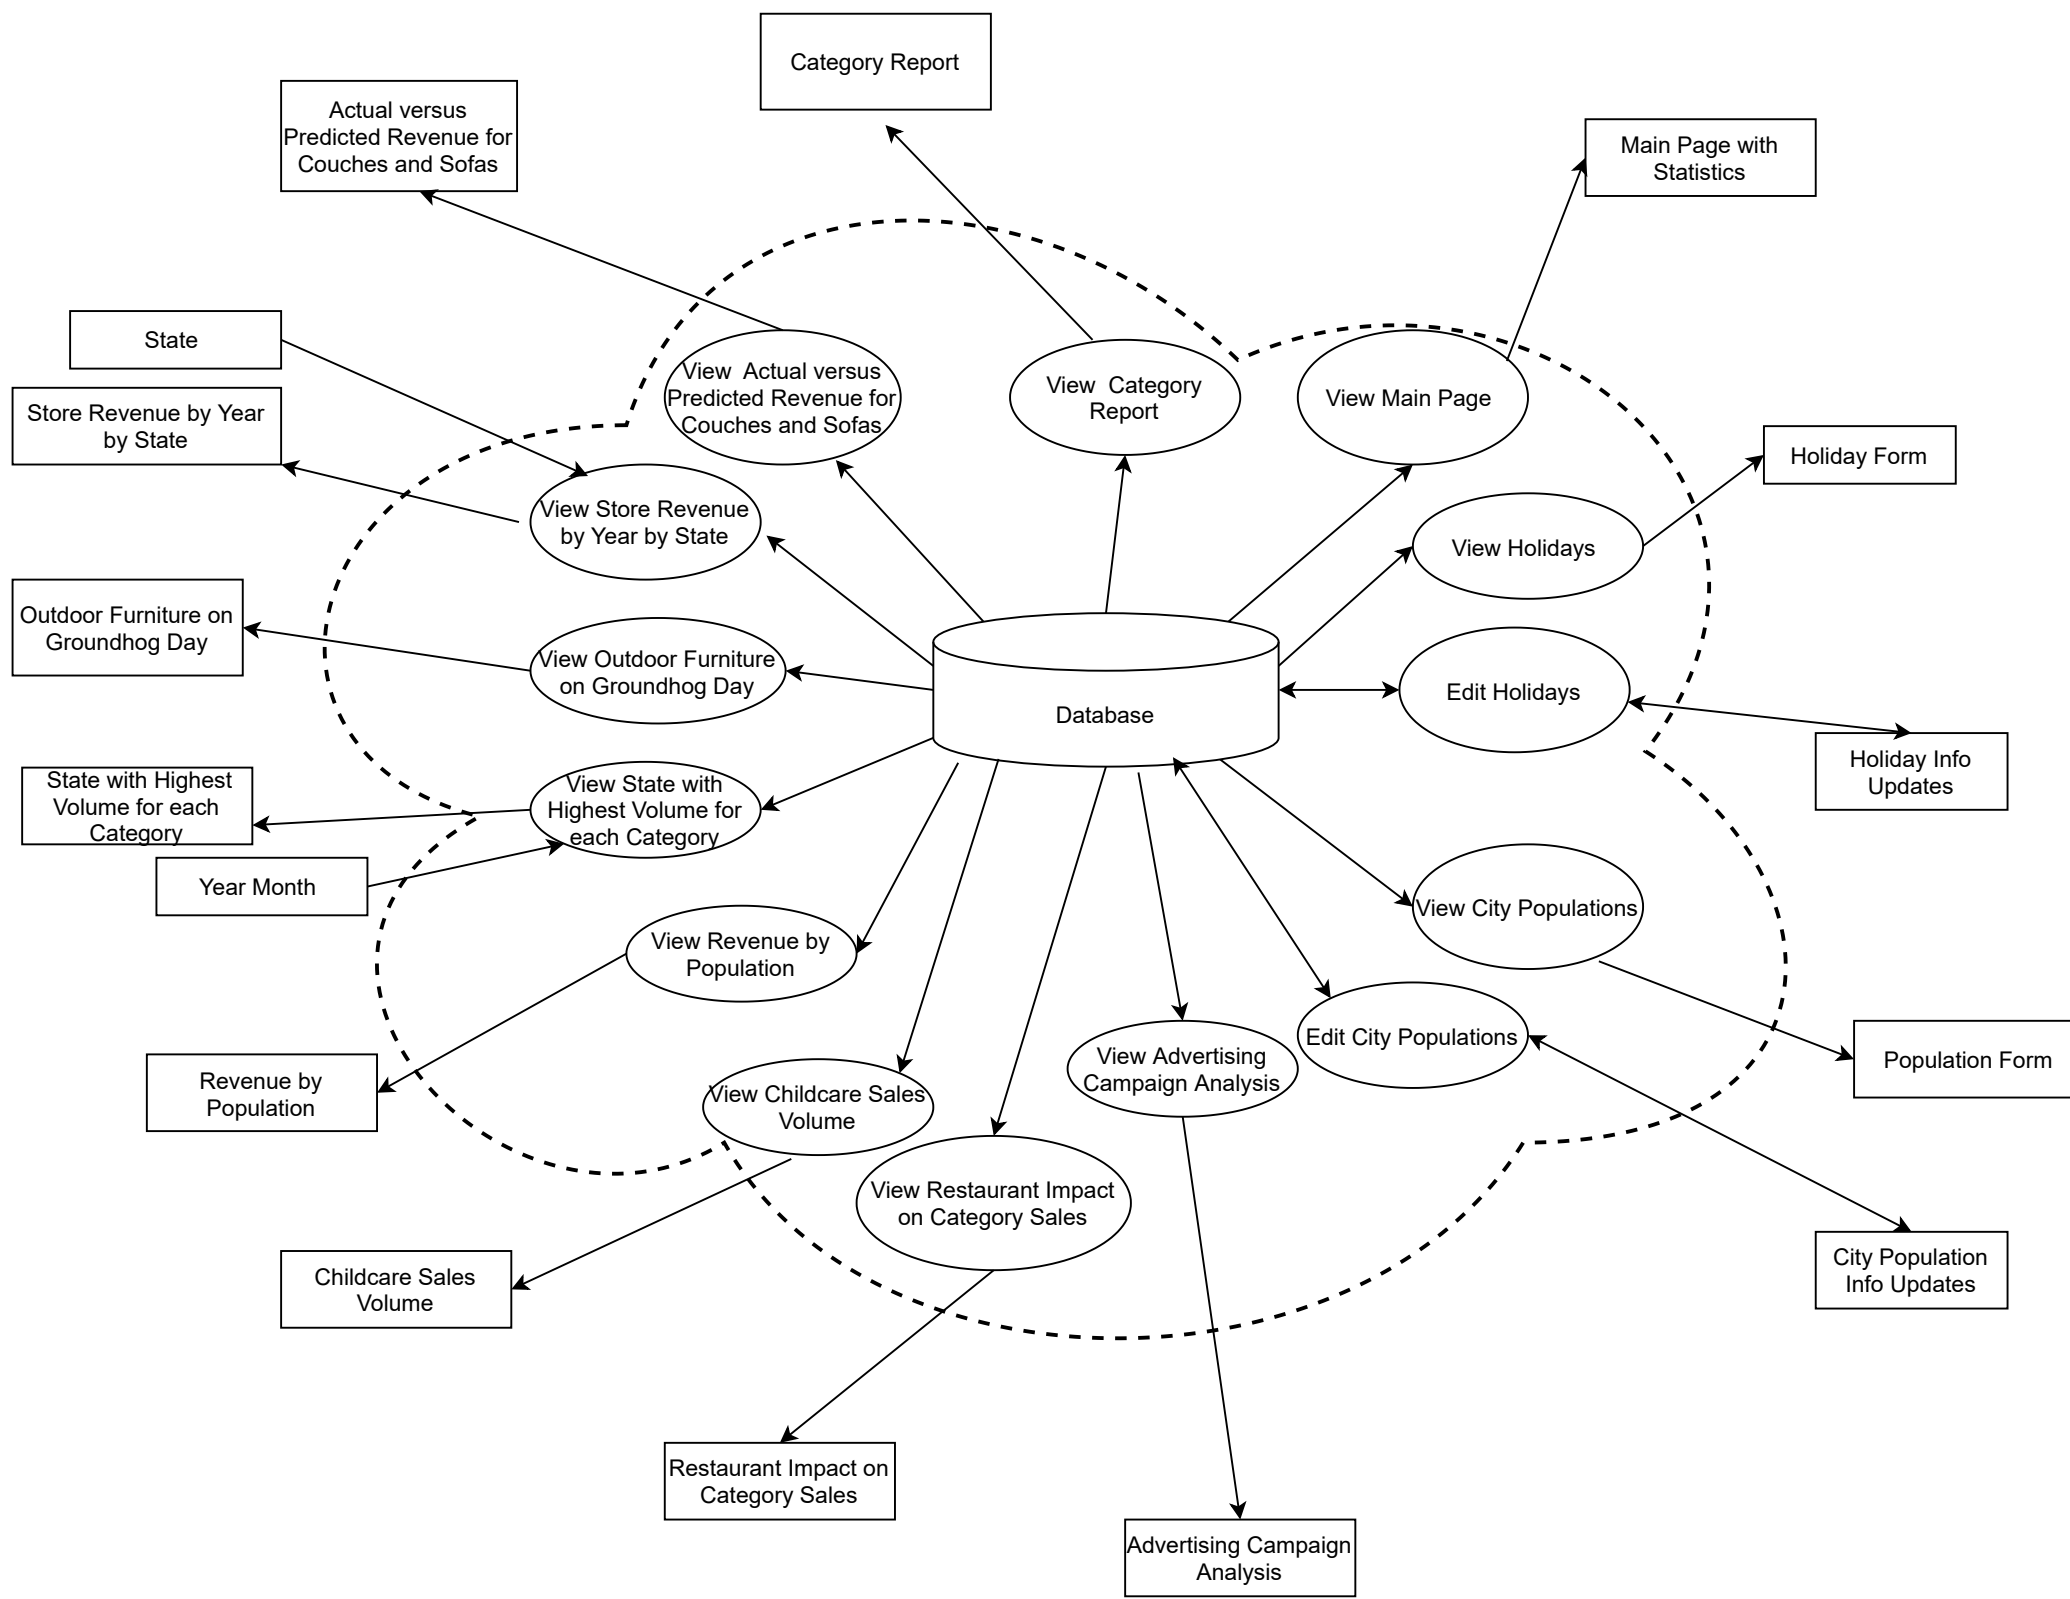 Category Report
Actual versus
Predicted Revenue for
Couches and Sofas
Main Page with
Statistics
State
Store Revenue by Year
by State
View  Actual versus
Predicted Revenue for
Couches and Sofas
View  Category
Report
View Main Page
Holiday Form
View Store Revenue
by Year by State
View Holidays
Outdoor Furniture on
Groundhog Day
View Outdoor Furniture
on Groundhog Day
Database
Edit Holidays
Holiday Info
Updates
State with Highest
Volume for each
Category
View State with
Highest Volume for
each Category
Year Month
View City Populations
View Revenue by
Population
Edit City Populations
View Advertising
Campaign Analysis
Population Form
Revenue by
Population
View Childcare Sales
Volume
View Restaurant Impact
on Category Sales
City Population
Info Updates
Childcare Sales
Volume
Restaurant Impact on
Category Sales
Advertising Campaign
Analysis